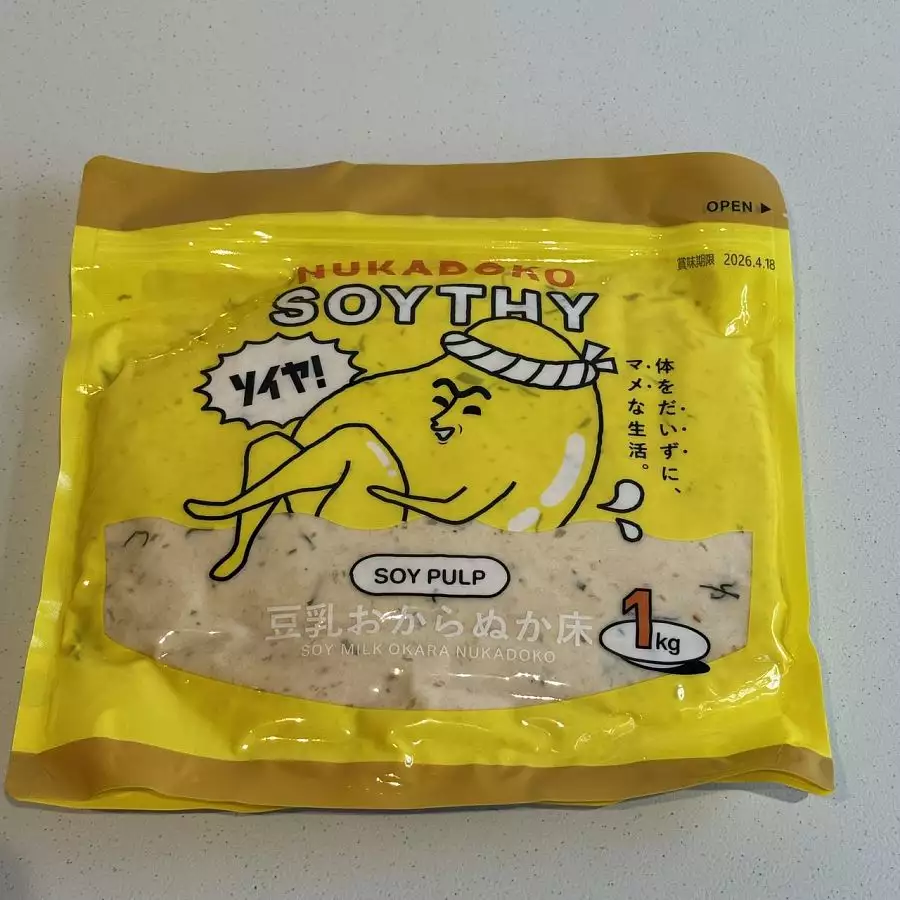 OPEN ▶
賞味期限 2026.4.18
NUKADOKO
SOYTHY
ソイヤ!
体をだいずに、
マメな生活。
SOY PULP
豆乳おからぬか床
SOY MILK OKARA NUKADOKO
1kg